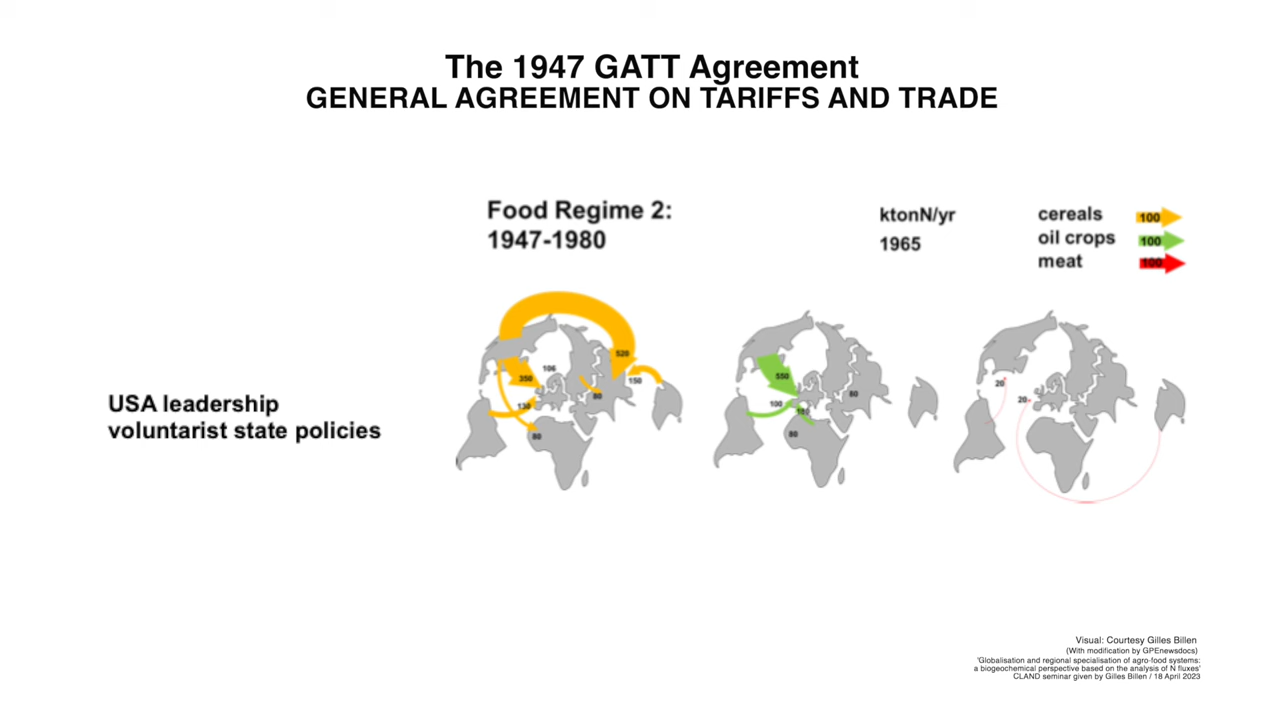 The 1947 GATT Agreement
GENERAL AGREEMENT ON TARIFFS AND TRADE
Food Regime 2:
1947-1980
ktonN/yr
1965
cereals
100
oil crops
100
meat
100
520
106
350
150
80
130
80
550
80
100
80
20
20
USA leadership
voluntarist state policies
Visual: Courtesy Gilles Billen
(With modification by GPEnewsdocs)
'Globalisation and regional specialisation of agro-food systems:
a biogeochemical perspective based on the analysis of N fluxes'
CLAND seminar given by Gilles Billen / 18 April 2023